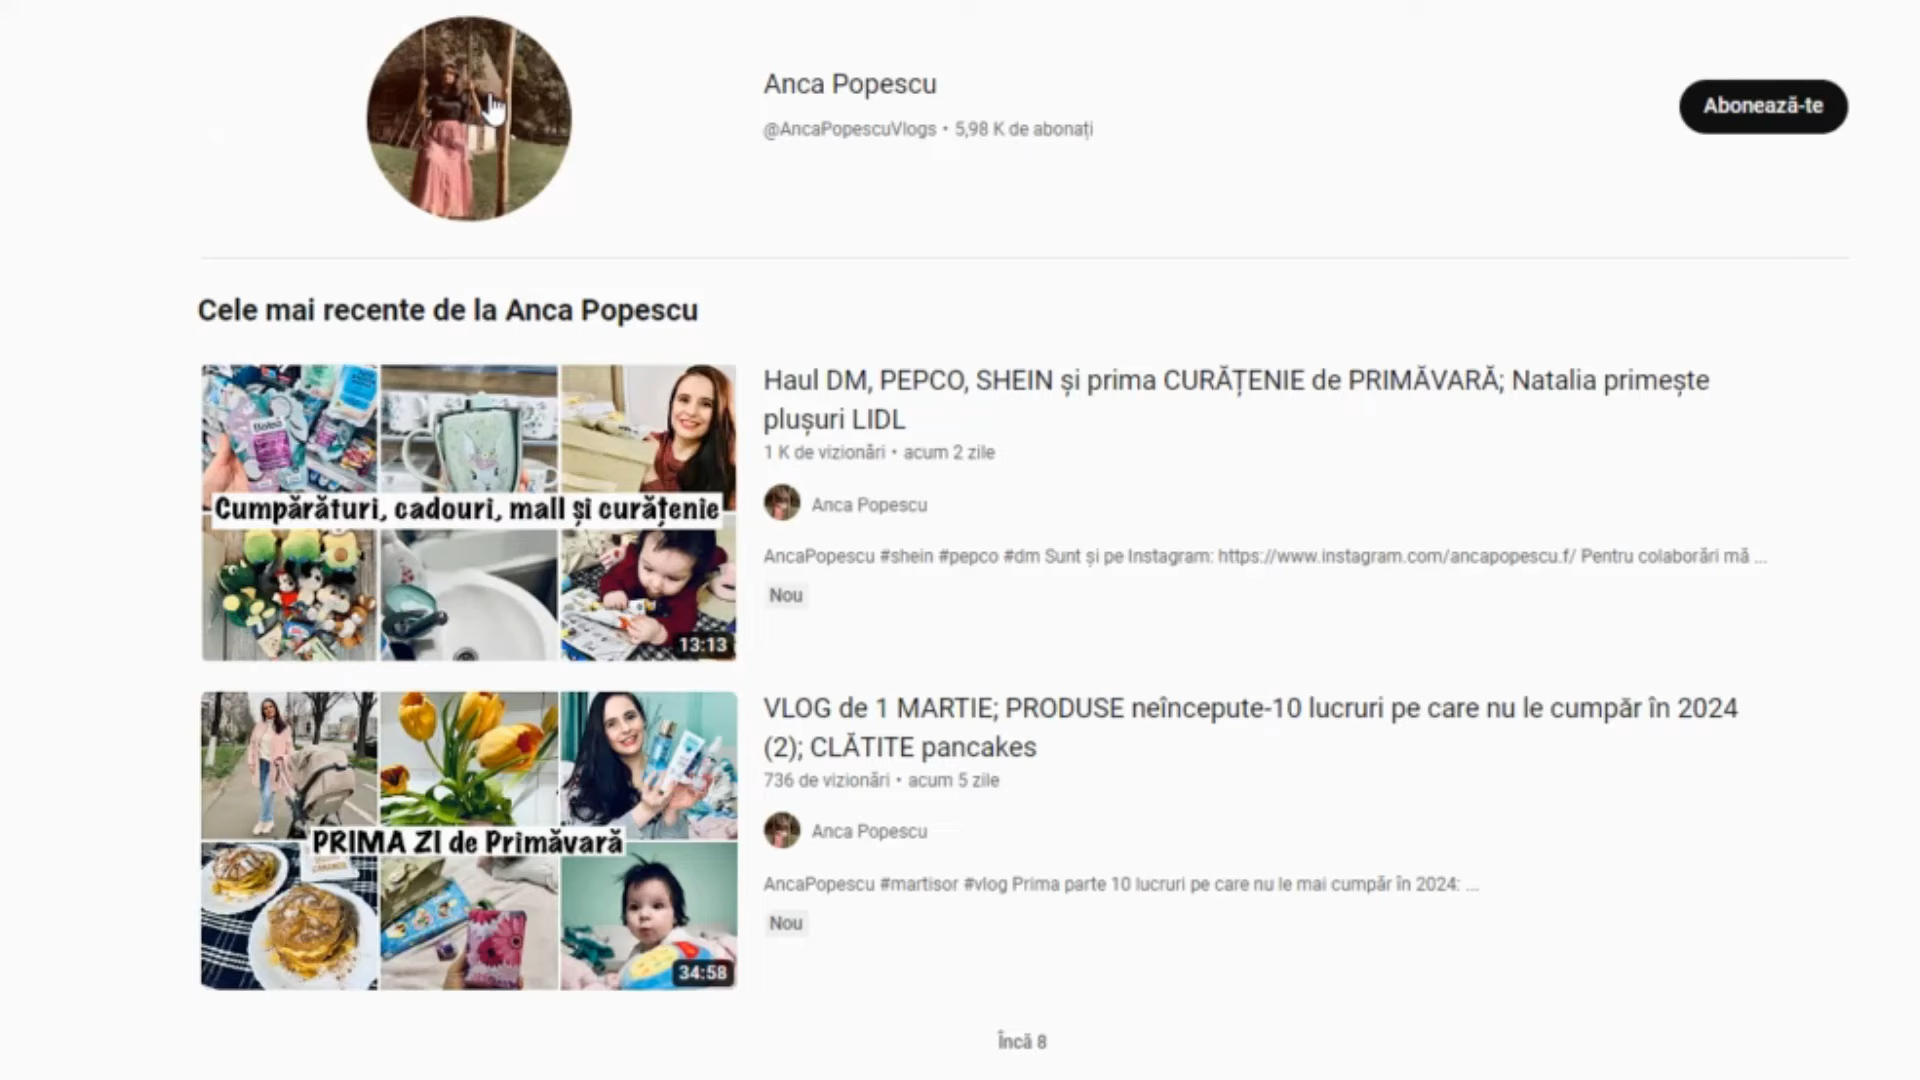 Anca Popescu
@AncaPopescuVlogs • 5,98 K de abonați
Abonează-te
Cele mai recente de la Anca Popescu
Cumpărături, cadouri, mall și curățenie
Balea
13:13
Haul DM, PEPCO, SHEIN și prima CURĂȚENIE de PRIMĂVARĂ; Natalia primește
plușuri LIDL
1 K de vizionări • acum 2 zile
Anca Popescu
AncaPopescu #shein #pepco #dm Sunt și pe Instagram: https://www.instagram.com/ancapopescu.f/ Pentru colaborări mă ...
Nou
PRIMA ZI de Primăvară
34:58
VLOG de 1 MARTIE; PRODUSE neîncepute-10 lucruri pe care nu le cumpăr în 2024
(2); CLĂTITE pancakes
736 de vizionări • acum 5 zile
Anca Popescu
AncaPopescu #martisor #vlog Prima parte 10 lucruri pe care nu le mai cumpăr în 2024: ...
Nou
Încă 8